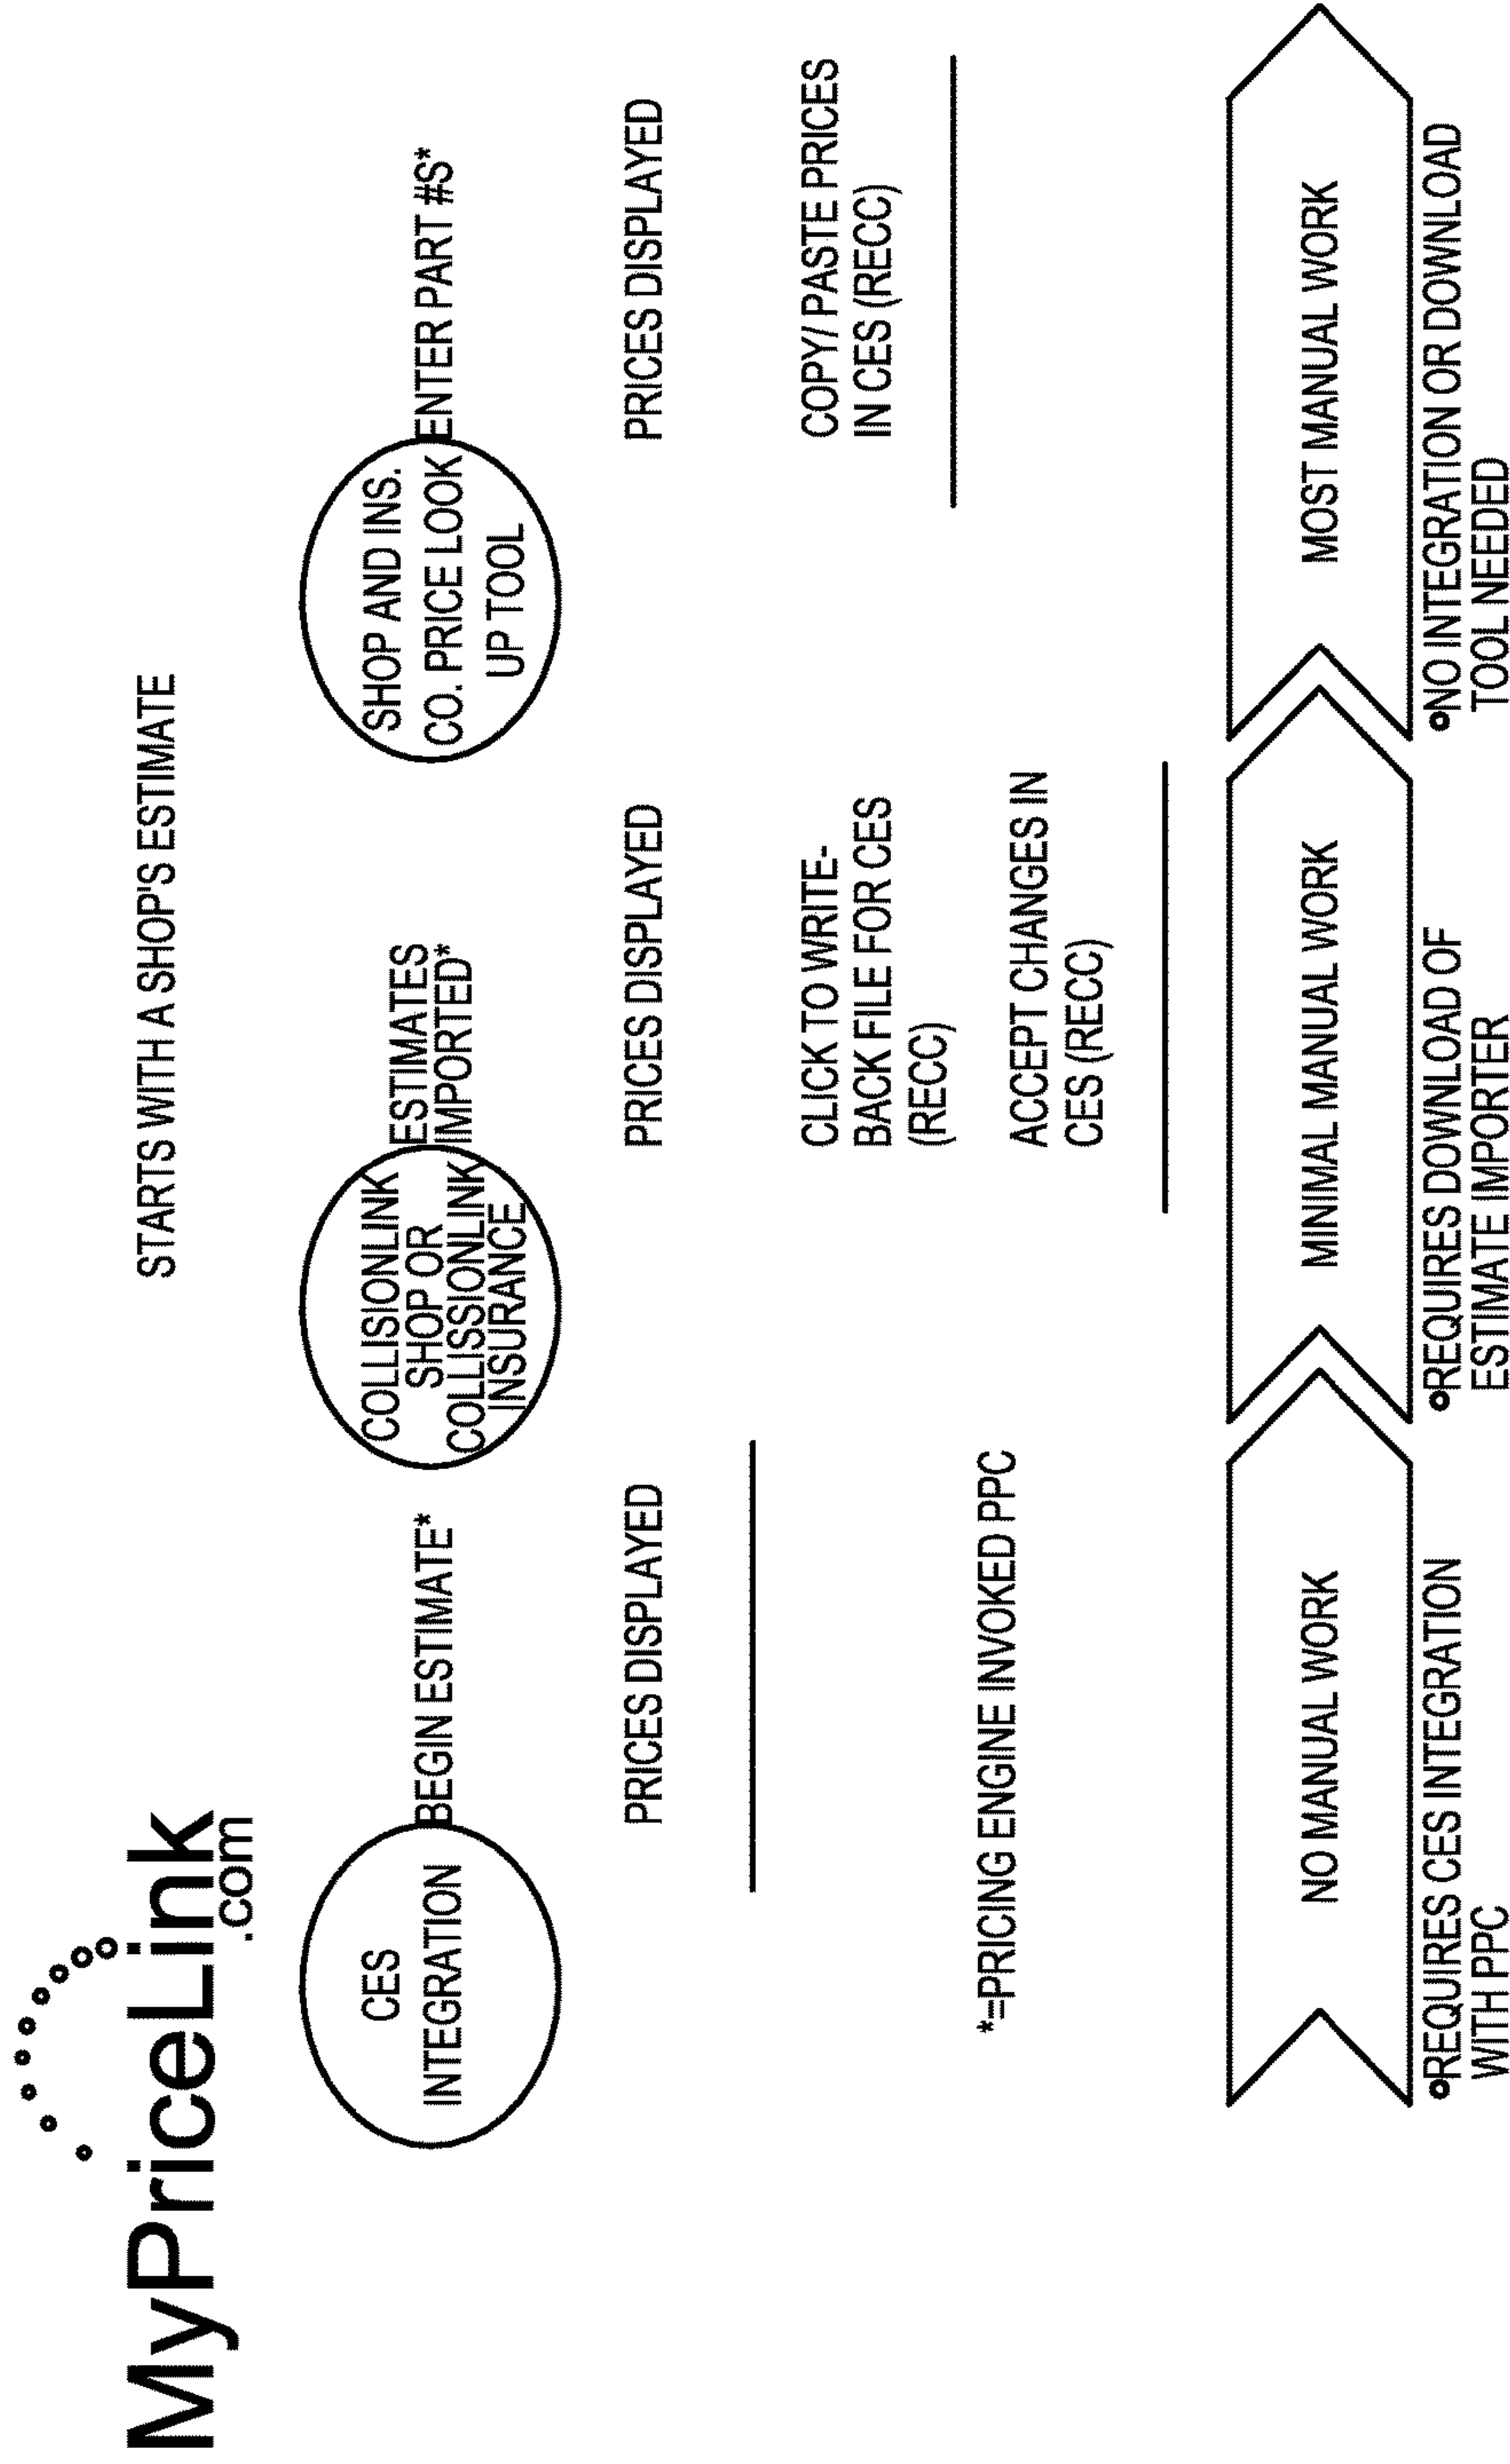 MyPriceLink
.com
STARTS WITH A SHOP'S ESTIMATE
CES
INTEGRATION
BEGIN ESTIMATE*
PRICES DISPLAYED
*=PRICING ENGINE INVOKED PPC
COLLISIONLINK
SHOP OR
COLLISSIONLINK
INSURANCE
ESTIMATES
IMPORTED*
PRICES DISPLAYED
CLICK TO WRITE-
BACK FILE FOR CES
(RECC)
ACCEPT CHANGES IN
CES (RECC)
SHOP AND INS.
CO. PRICE LOOK
UP TOOL
ENTER PART #S*
PRICES DISPLAYED
COPY/ PASTE PRICES
IN CES (RECC)
NO MANUAL WORK
REQUIRES CES INTEGRATION
WITH PPC
MINIMAL MANUAL WORK
REQUIRES DOWNLOAD OF
ESTIMATE IMPORTER
MOST MANUAL WORK
NO INTEGRATION OR DOWNLOAD
TOOL NEEDED